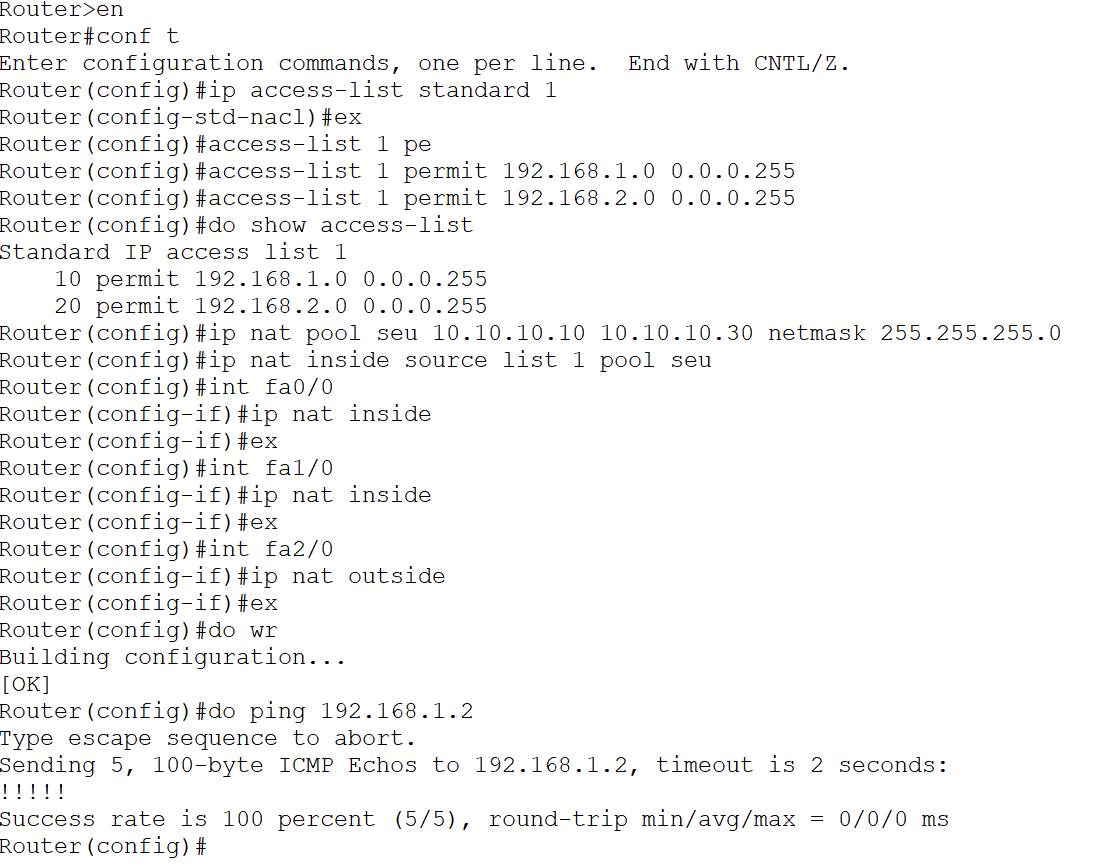 Router>en
Router#conf t
Enter configuration commands, one per line.  End with CNTL/Z.
Router(config)#ip access-list standard 1
Router(config-std-nacl)#ex
Router(config)#access-list 1 pe
Router(config)#access-list 1 permit 192.168.1.0 0.0.0.255
Router(config)#access-list 1 permit 192.168.2.0 0.0.0.255
Router(config)#do show access-list
Standard IP access list 1
    10 permit 192.168.1.0 0.0.0.255
    20 permit 192.168.2.0 0.0.0.255
Router(config)#ip nat pool seu 10.10.10.10 10.10.10.30 netmask 255.255.255.0
Router(config)#ip nat inside source list 1 pool seu
Router(config)#int fa0/0
Router(config-if)#ip nat inside
Router(config-if)#ex
Router(config)#int fa1/0
Router(config-if)#ip nat inside
Router(config-if)#ex
Router(config)#int fa2/0
Router(config-if)#ip nat outside
Router(config-if)#ex
Router(config)#do wr
Building configuration...
[OK]
Router(config)#do ping 192.168.1.2
Type escape sequence to abort.
Sending 5, 100-byte ICMP Echos to 192.168.1.2, timeout is 2 seconds:
!!!!!
Success rate is 100 percent (5/5), round-trip min/avg/max = 0/0/0 ms
Router(config)#